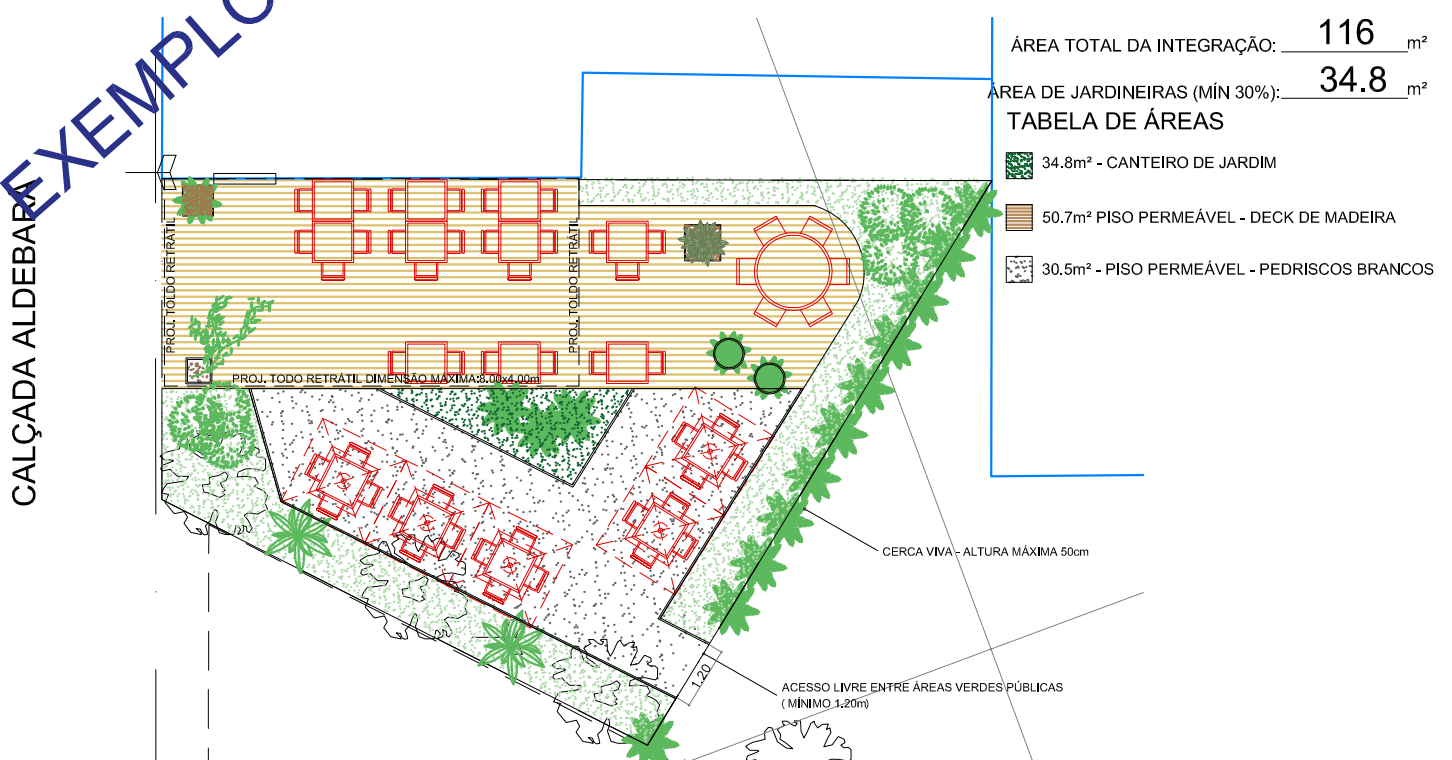 EXEMPLO
CALÇADA ALDEBARA
ÁREA TOTAL DA INTEGRAÇÃO: 116 m²
ÁREA DE JARDINEIRAS (MÍN 30%): 34.8 m²
TABELA DE ÁREAS
34.8m² - CANTEIRO DE JARDIM
50.7m² PISO PERMEÁVEL - DECK DE MADEIRA
30.5m² - PISO PERMEÁVEL - PEDRISCOS BRANCOS
PROJ. TOLDO RETRÁTIL
PROJ. TOLDO RETRÁTIL
PROJ. TODO RETRÁTIL DIMENSÃO MÁXIMA:8.00x4.00m
CERCA VIVA - ALTURA MÁXIMA 50cm
1.20
ACESSO LIVRE ENTRE ÁREAS VERDES PÚBLICAS
( MÍNIMO 1.20m)